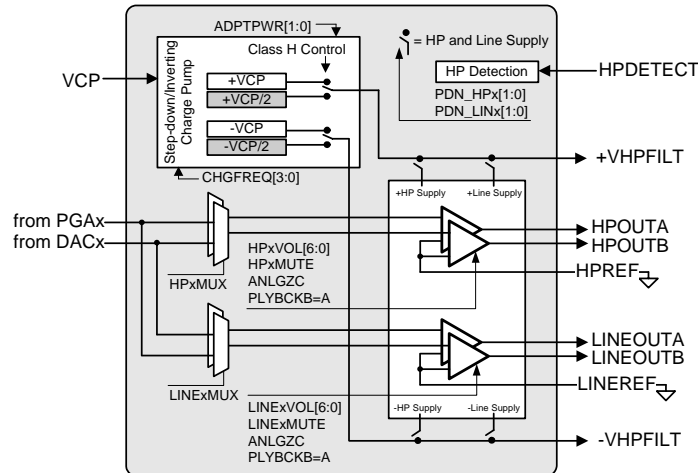 ADPTPWR[1:0]
Class H Control
= HP and Line Supply
VCP
Step-down/Inverting
Charge Pump
+VCP
+VCP/2
-VCP
-VCP/2
HP Detection
HPDETECT
PDN_HPx[1:0]
PDN_LINx[1:0]
+VHPFILT
CHGFREQ[3:0]
+HP Supply
+Line Supply
from PGAx
from DACx
HPxMUX
HPxVOL[6:0]
HPxMUTE
ANLGZC
PLYBCKB=A
HPOUTA
HPOUTB
HPREF
LINEOUTA
LINEOUTB
LINEREF
LINExMUX
LINExVOL[6:0]
LINExMUTE
ANLGZC
PLYBCKB=A
-HP Supply
-Line Supply
-VHPFILT